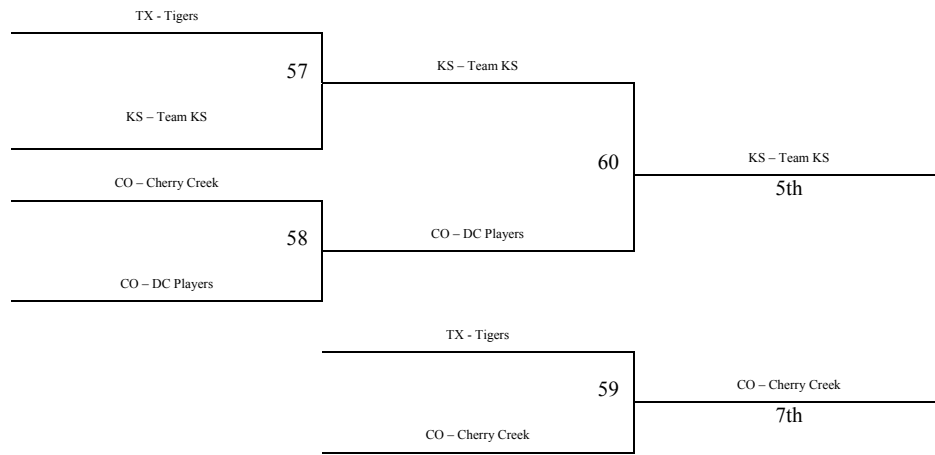 TX - Tigers
57
KS – Team KS
KS – Team KS
60
KS – Team KS
5th
CO – Cherry Creek
58
CO – DC Players
CO – DC Players
TX - Tigers
59
CO – Cherry Creek
7th
CO – Cherry Creek